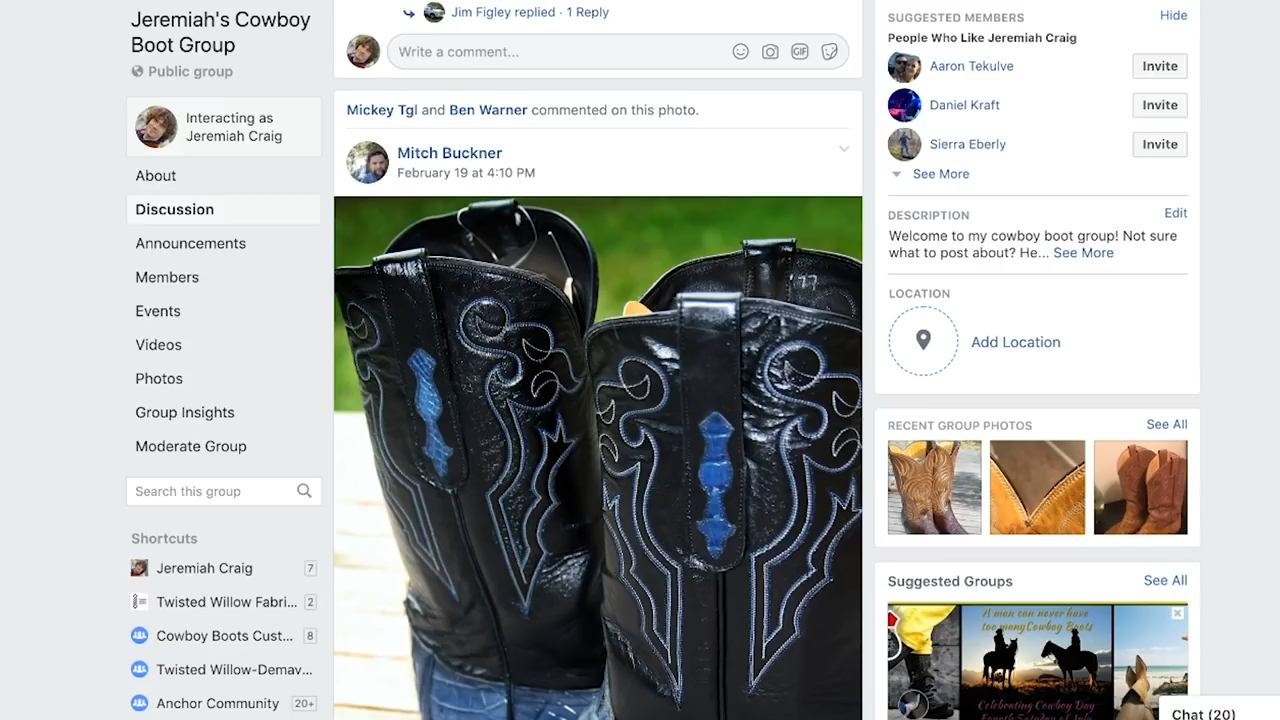 Jeremiah's Cowboy
Boot Group
Public group
Interacting as
Jeremiah Craig
About
Discussion
Announcements
Members
Events
Videos
Photos
Group Insights
Moderate Group
Search this group
Shortcuts
Jeremiah Craig 7
Twisted Willow Fabri... 2
Cowboy Boots Cust... 8
Twisted Willow-Demav...
Anchor Community 20+
Jim Figley replied · 1 Reply
Write a comment...
GIF
Mickey Tgl and Ben Warner commented on this photo.
Mitch Buckner
February 19 at 4:10 PM
SUGGESTED MEMBERS Hide
People Who Like Jeremiah Craig
Aaron Tekulve Invite
Daniel Kraft Invite
Sierra Eberly Invite
See More
DESCRIPTION Edit
Welcome to my cowboy boot group! Not sure
what to post about? He... See More
LOCATION
Add Location
RECENT GROUP PHOTOS See All
Suggested Groups See All
A man can never have
too many Cowboy Boots
Celebrating Cowboy Day
Fourth Saturday of July
Chat (20)